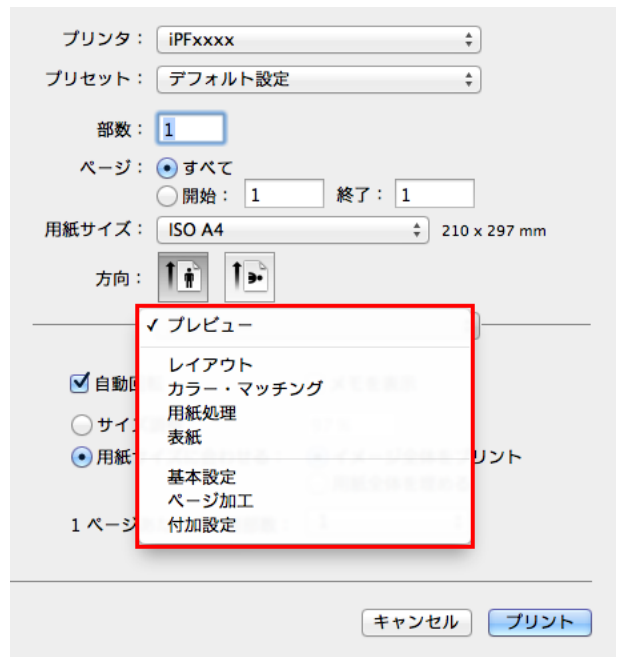 プリンタ： iPFxxxx
プリセット： デフォルト設定
部数： 1
ページ： すべて
開始： 1 終了： 1
用紙サイズ： ISO A4 210 x 297 mm
方向：
✓ プレビュー
レイアウト
自動
カラー・マッチング
用紙処理
サイ
表紙
用紙 リント
基本設定
ページ加工
1 ページ
付加設定
キャンセル プリント